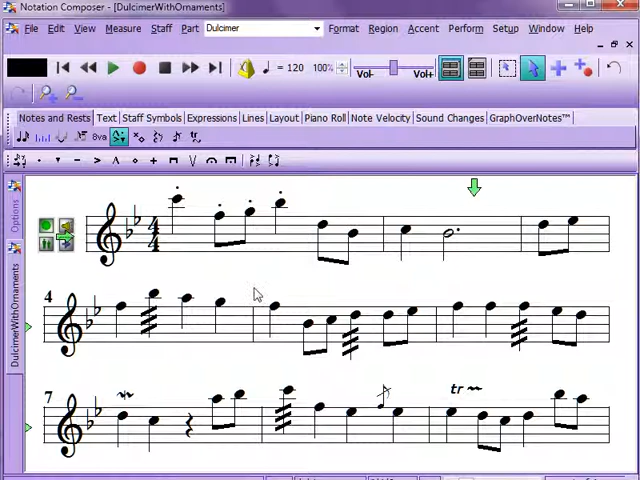 Notation Composer - [DulcimerWithOrnaments]
File Edit View Measure Staff Part Dulcimer Format Region Accent Perform Setup Window Help
= 120 100% Vol- Vol+
Notes and Rests Text Staff Symbols Expressions Lines Layout Piano Roll Note Velocity Sound Changes GraphOverNotes™
8va
Options
DulcimerWithOrnaments
4
4
4
7
tr